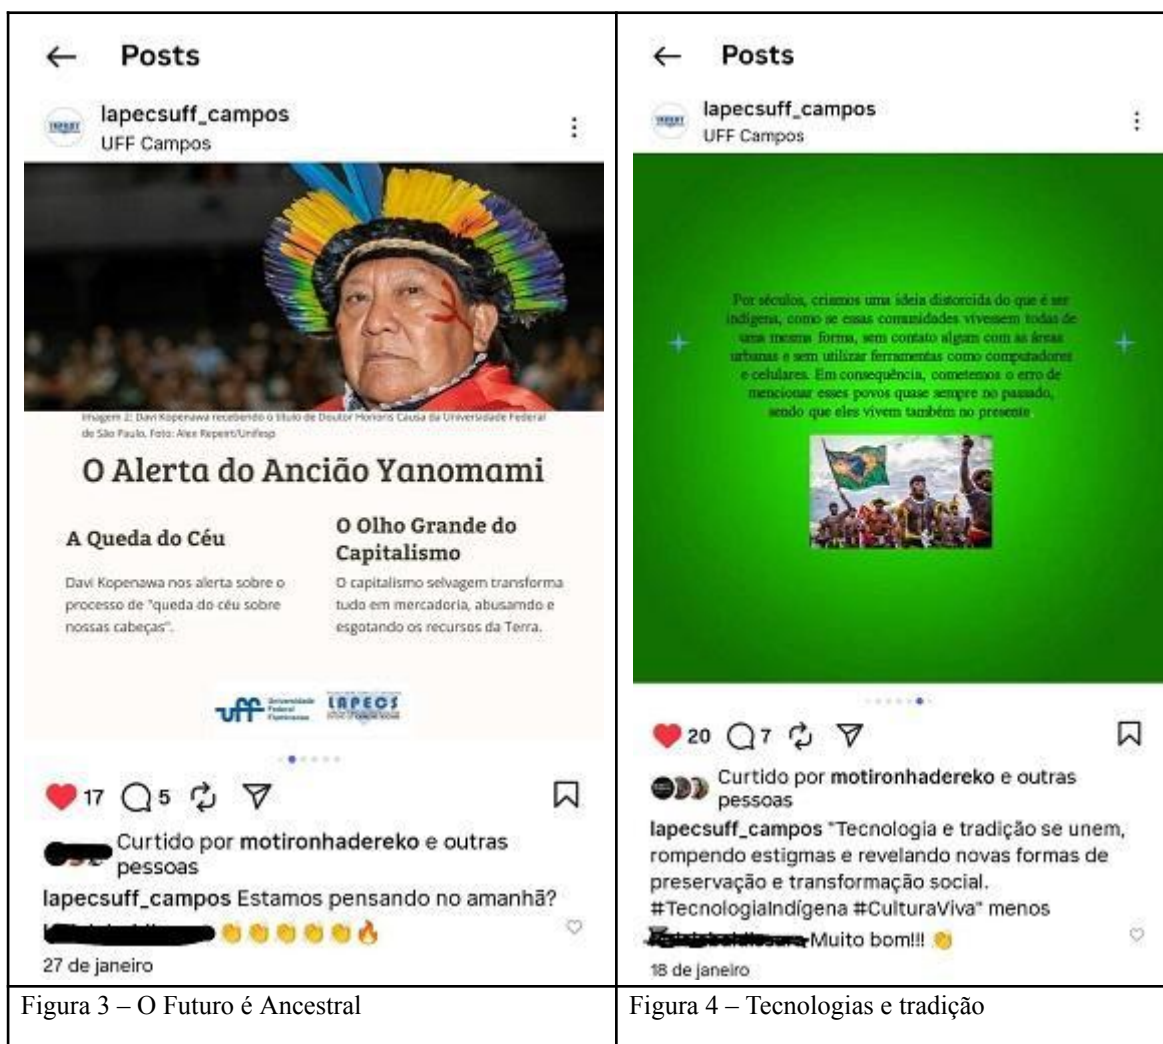 Posts
lapecsuff_campos
UFF Campos
Imagem 2: Davi Kopenawa recebendo o título de Doutor Honoris Causa da Universidade Federal
de São Paulo. Foto: Alex Repeirt/Unifesp
O Alerta do Ancião Yanomami
A Queda do Céu
Davi Kopenawa nos alerta sobre o
processo de "queda do céu sobre
nossas cabeças".
O Olho Grande do
Capitalismo
O capitalismo selvagem transforma
tudo em mercadoria, abusamdo e
esgotando os recursos da Terra.
uff Universidade
Federal
Fluminense
LAPECS
17 5
Curtido por motironhadereko e outras
pessoas
lapecsuff_campos Estamos pensando no amanhã?
👏👏👏👏👏🔥
27 de janeiro
Figura 3 – O Futuro é Ancestral
Posts
lapecsuff_campos
UFF Campos
Por séculos, criamos uma ideia distorcida do que é ser
indígena, como se essas comunidades vivessem todas de
uma mesma forma, sem contato algum com as áreas
urbanas e sem utilizar ferramentas como computadores
e celulares. Em consequência, cometemos o erro de
mencionar esses povos quase sempre no passado,
sendo que eles vivem também no presente
20 7
Curtido por motironhadereko e outras
pessoas
lapecsuff_campos "Tecnologia e tradição se unem,
rompendo estigmas e revelando novas formas de
preservação e transformação social.
#TecnologiaIndígena #CulturaViva" menos
Muito bom!!! 👏
18 de janeiro
Figura 4 – Tecnologias e tradição